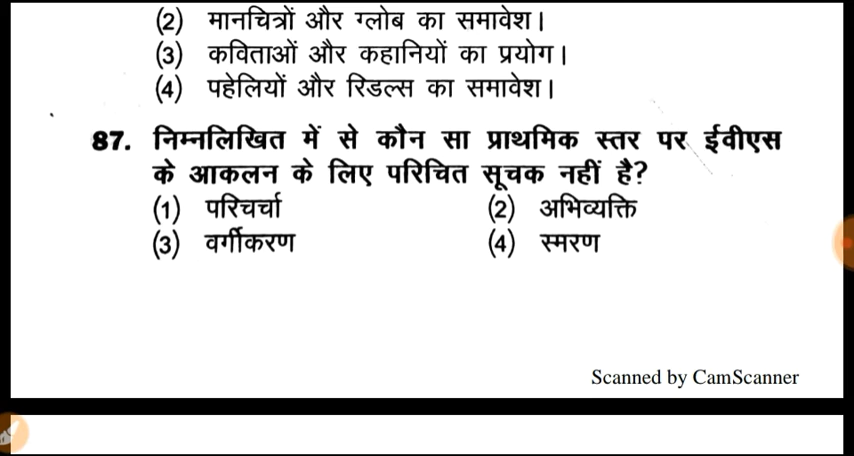 (2) मानचित्रों और ग्लोब का समावेश।
(3) कविताओं और कहानियों का प्रयोग।
(4) पहेलियों और रिडल्स का समावेश।
87. निम्नलिखित में से कौन सा प्राथमिक स्तर पर ईवीएस
के आकलन के लिए परिचित सूचक नहीं है?
(1) परिचर्चा (2) अभिव्यक्ति
(3) वर्गीकरण (4) स्मरण
Scanned by CamScanner